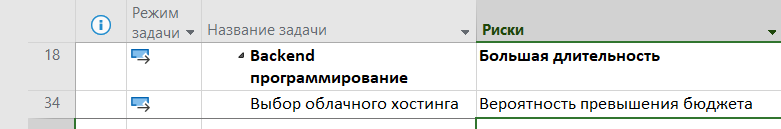 Режим задачи Название задачи Риски
18 Backend программирование Большая длительность
34 Выбор облачного хостинга Вероятность превышения бюджета